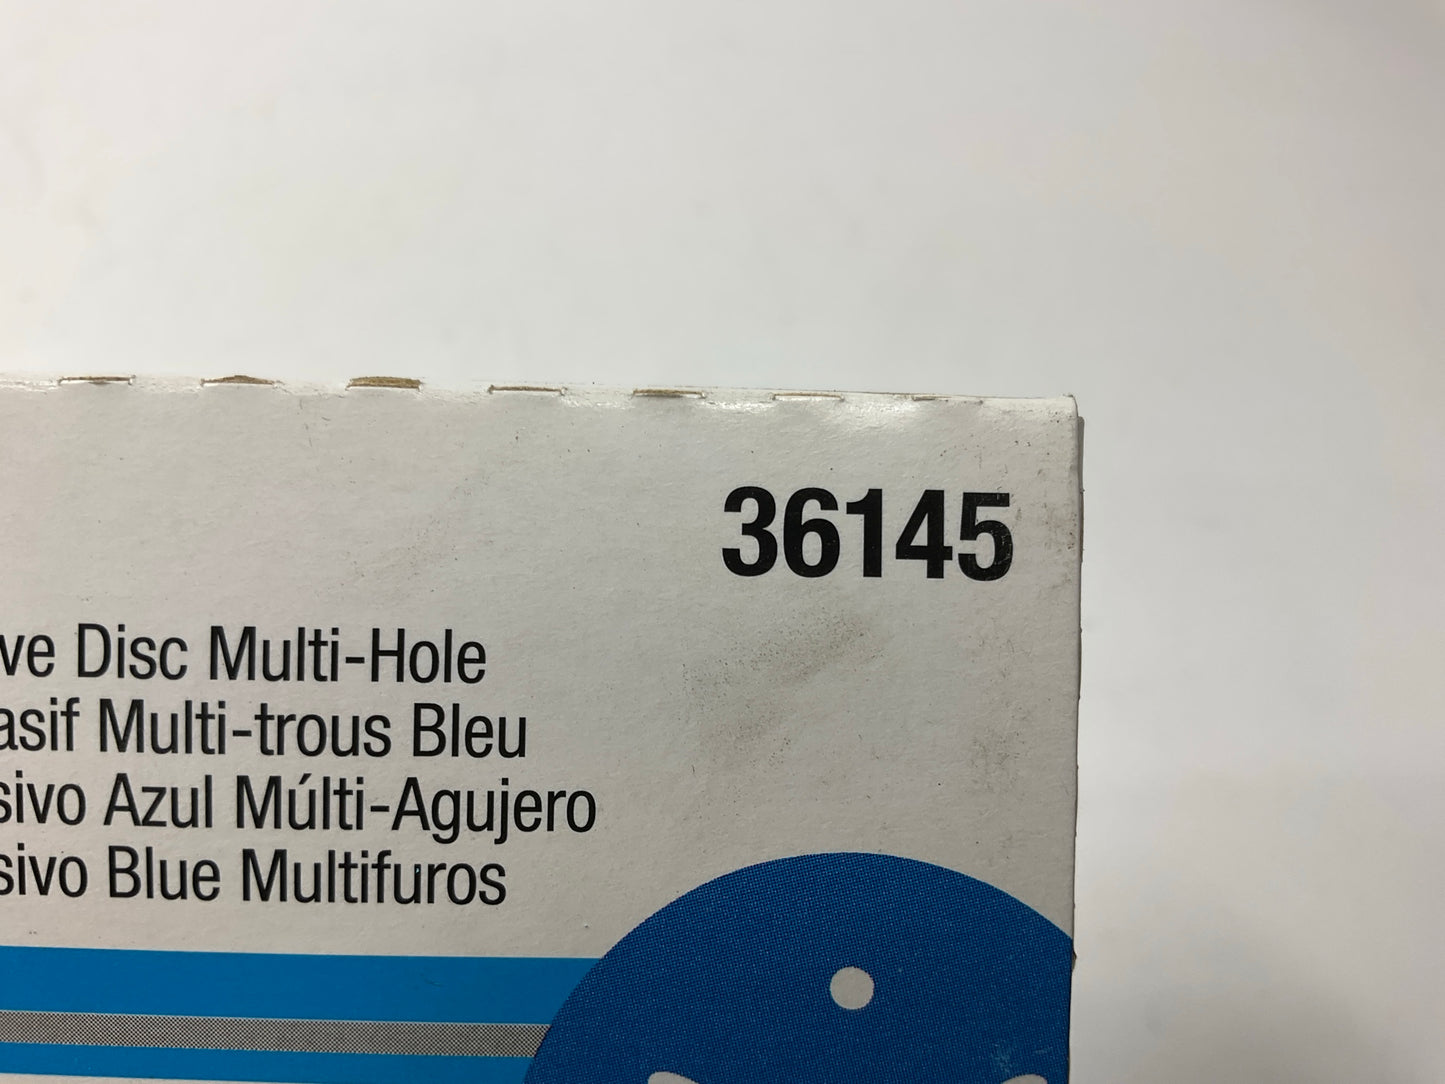 36145
ve Disc Multi-Hole
asif Multi-trous Bleu
sivo Azul Múlti-Agujero
sivo Blue Multifuros